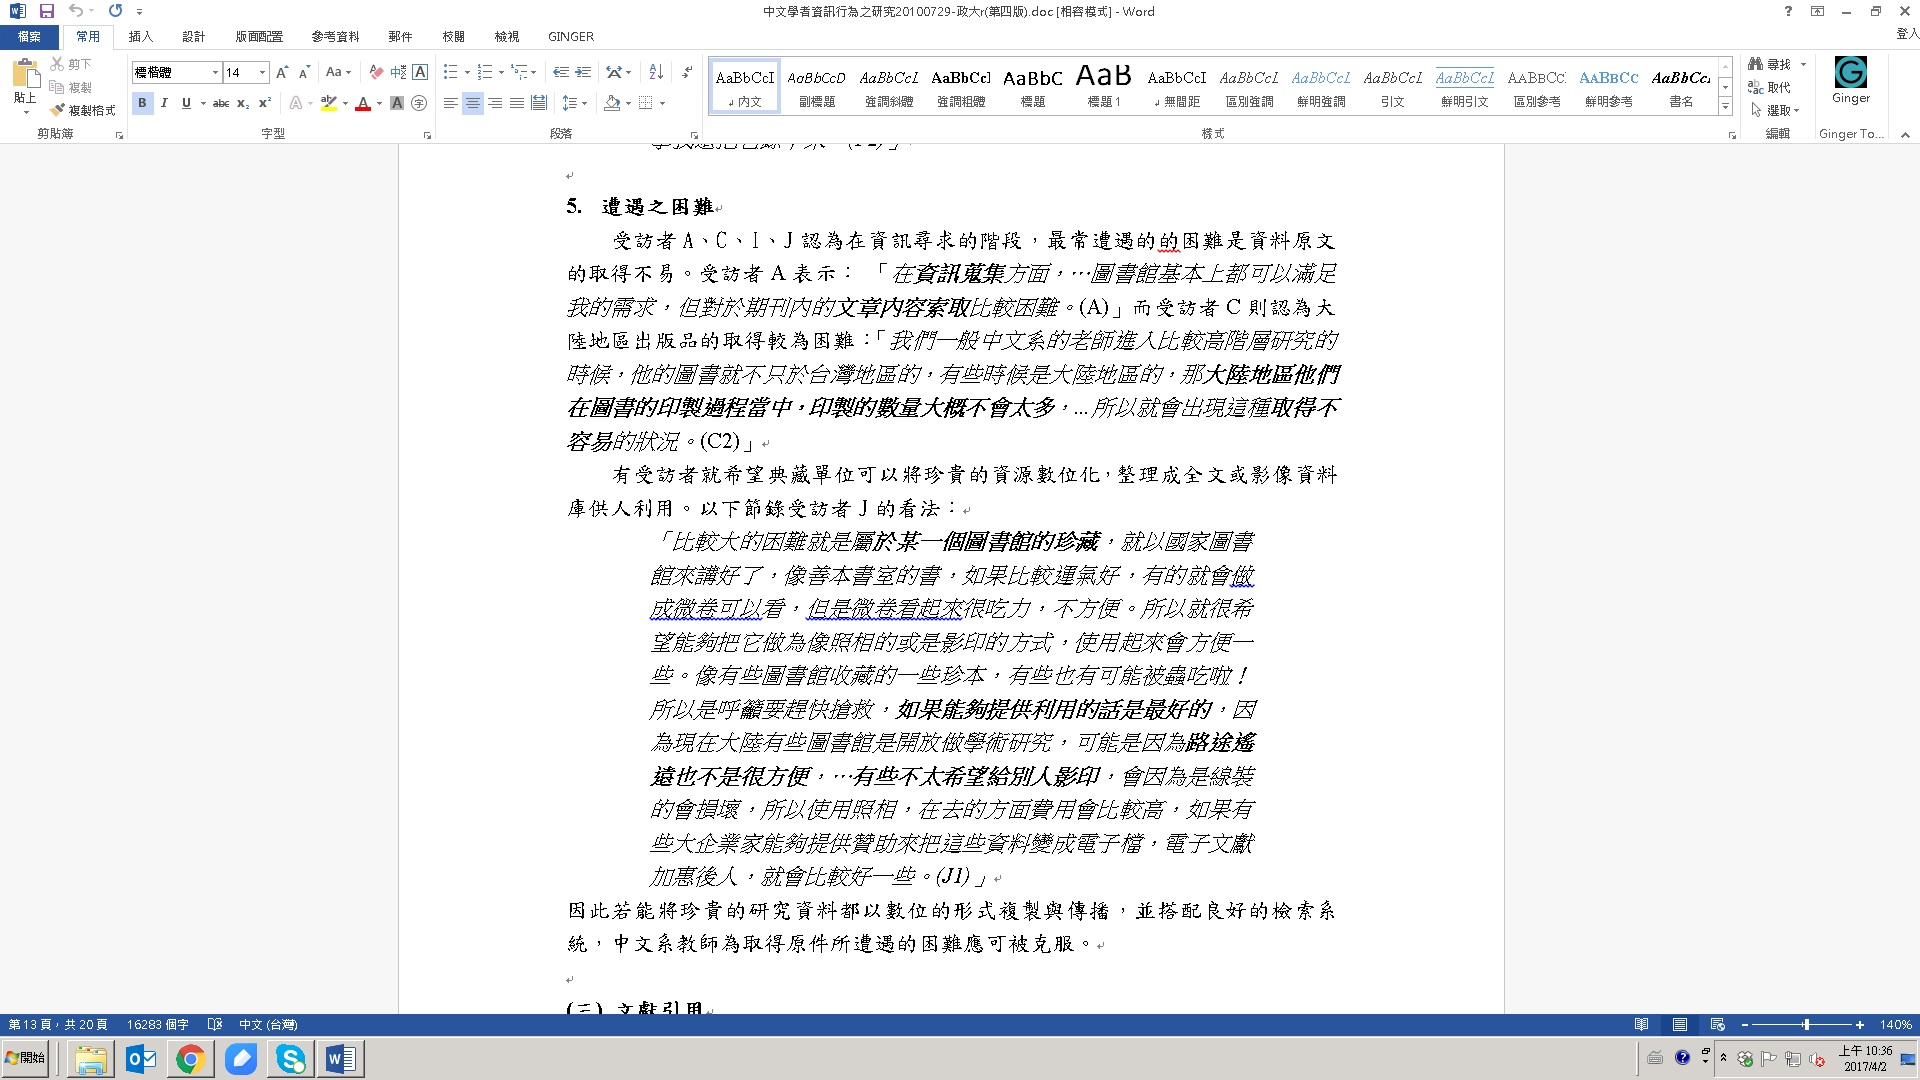 中文學者資訊行為之研究20100729-政大r(第四版).doc [相容模式] - Word
登入
檔案 常用 插入 設計 版面配置 參考資料 郵件 校閱 檢視 GINGER
貼上 剪下 複製 複製格式
標楷體 14
AaBbCcI AaBbCcD AaBbCcL AaBbCcI AaBbC AaB AaBbCcI AaBbCcL AaBbCcL AaBbCcL AaBbCcL AABBCC AABBCC AaBbCc
內文 副標題 強調斜體 強調粗體 標題 標題 1 無間距 區別強調 鮮明強調 引文 鮮明引文 區別參考 鮮明參考 書名
尋找 取代 選取
Ginger
剪貼簿 字型 段落 樣式 編輯 Ginger To...
5. 遭遇之困難
受訪者 A、C、I、J 認為在資訊尋求的階段，最常遭遇的的困難是資料原文
的取得不易。受訪者 A 表示：「在資訊蒐集方面，…圖書館基本上都可以滿足
我的需求，但對於期刊內的文章內容索取比較困難。(A)」而受訪者 C 則認為大
陸地區出版品的取得較為困難：「我們一般中文系的老師進入比較高階層研究的
時候，他的圖書就不只於台灣地區的，有些時候是大陸地區的，那大陸地區他們
在圖書的印製過程當中，印製的數量大概不會太多，...所以就會出現這種取得不
容易的狀況。(C2)」
有受訪者就希望典藏單位可以將珍貴的資源數位化，整理成全文或影像資料
庫供人利用。以下節錄受訪者 J 的看法：
「比較大的困難就是屬於某一個圖書館的珍藏，就以國家圖書
館來講好了，像善本書室的書，如果比較運氣好，有的就會做
成微卷可以看，但是微卷看起來很吃力，不方便。所以就很希
望能夠把它做為像照相的或是影印的方式，使用起來會方便一
些。像有些圖書館收藏的一些珍本，有些也有可能被蟲吃啦！
所以是呼籲要趕快搶救，如果能夠提供利用的話是最好的，因
為現在大陸有些圖書館是開放做學術研究，可能是因為路途遙
遠也不是很方便，…有些不太希望給別人影印，會因為是線裝
的會損壞，所以使用照相，在去的方面費用會比較高，如果有
些大企業家能夠提供贊助來把這些資料變成電子檔，電子文獻
加惠後人，就會比較好一些。(J1)」
因此若能將珍貴的研究資料都以數位的形式複製與傳播，並搭配良好的檢索系
統，中文系教師為取得原件所遭遇的困難應可被克服。
(三) 文獻引用
第 13 頁，共 20 頁 16283 個字 中文 (台灣) 140%
開始
上午 10:36
2017/4/2